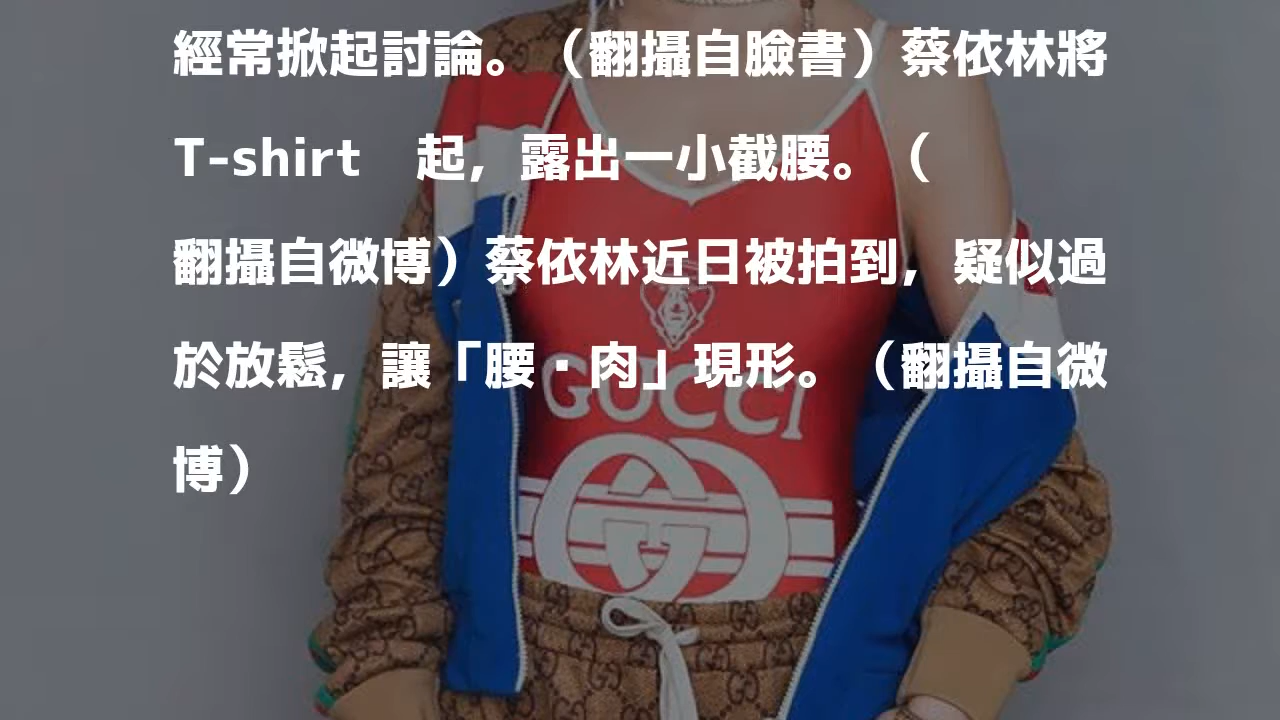 經常掀起討論。（翻攝自臉書）蔡依林將
T-shirt　起，露出一小截腰。（
翻攝自微博）蔡依林近日被拍到，疑似過
於放鬆，讓「腰·肉」現形。（翻攝自微
博）
GUCCI